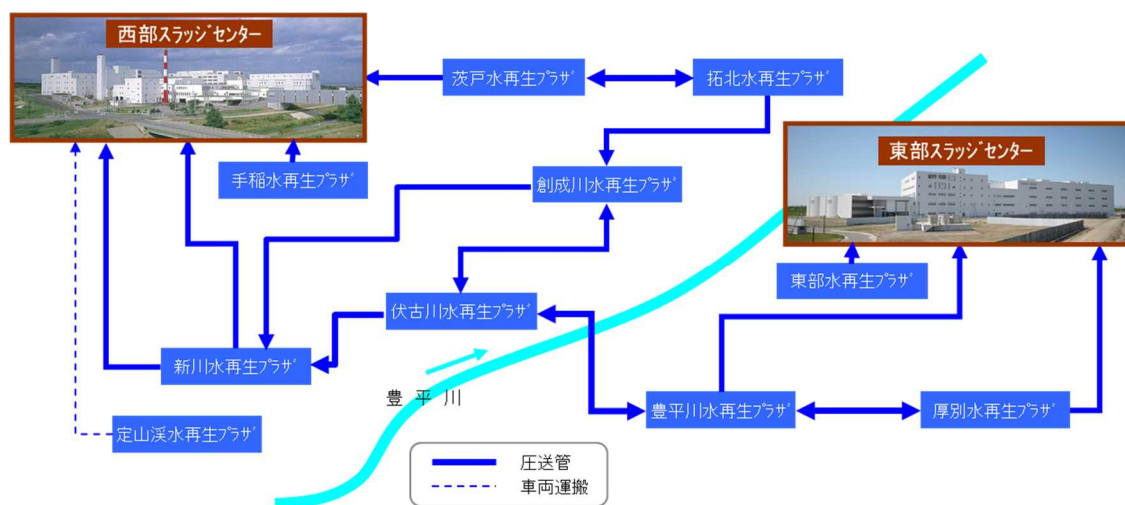 西部スラッジセンター
茨戸水再生プラザ
拓北水再生プラザ
東部スラッジセンター
手稲水再生プラザ
創成川水再生プラザ
東部水再生プラザ
伏古川水再生プラザ
新川水再生プラザ
豊平川
豊平川水再生プラザ
厚別水再生プラザ
定山渓水再生プラザ
圧送管
車両運搬